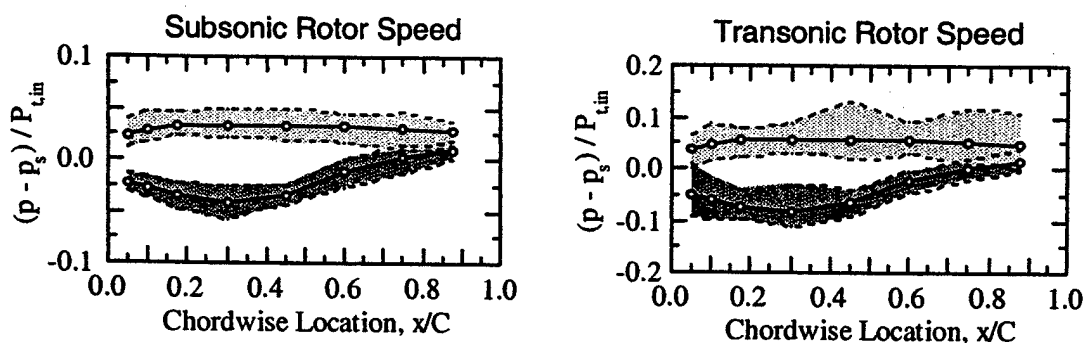 Subsonic Rotor Speed
(p - p_s) / P_t,in
0.1
0.0
-0.1
0.0 0.2 0.4 0.6 0.8 1.0
Chordwise Location, x/C
Transonic Rotor Speed
(p - p_s) / P_t,in
0.2
0.1
0.0
-0.1
-0.2
0.0 0.2 0.4 0.6 0.8 1.0
Chordwise Location, x/C